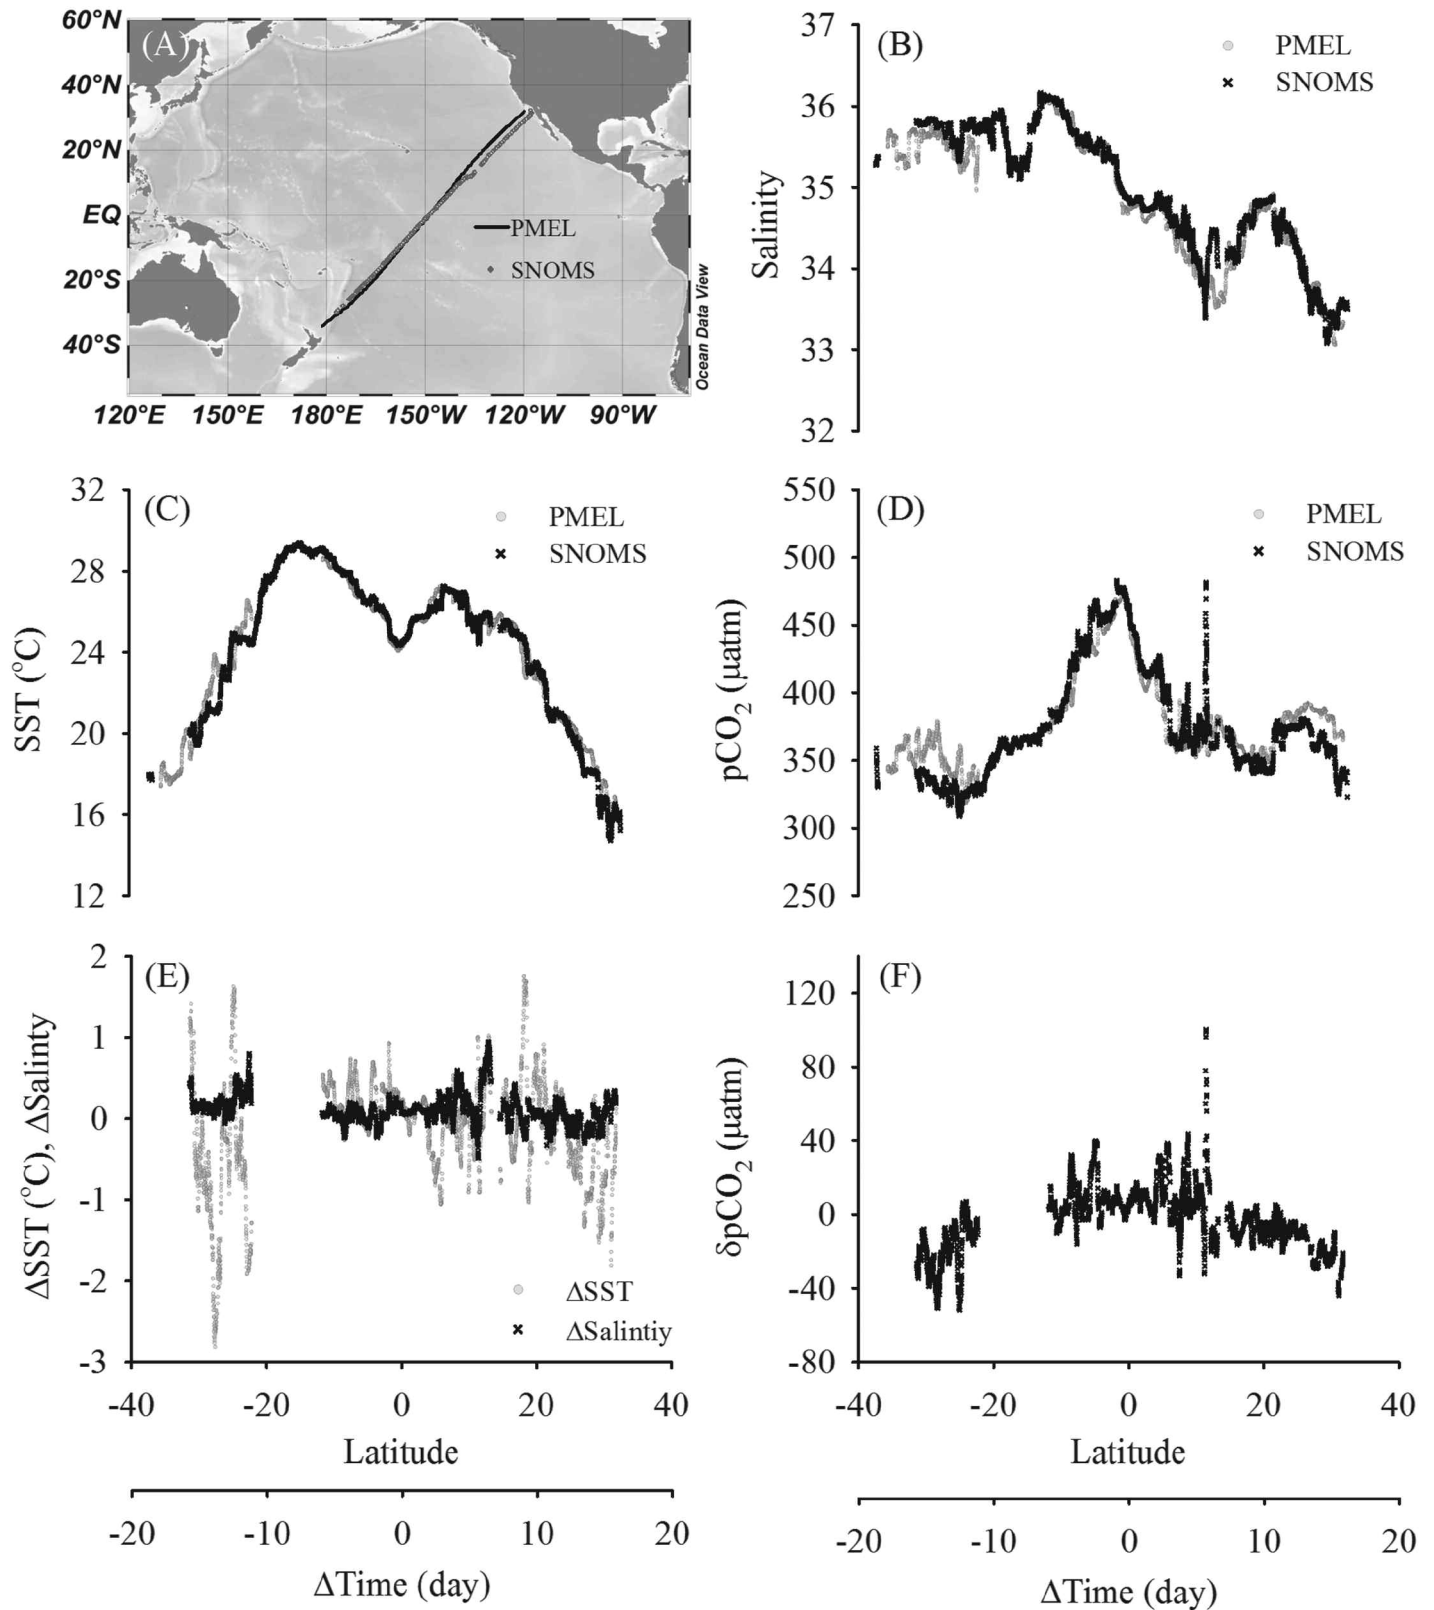 (A)
60°N
40°N
20°N
EQ
20°S
40°S
120°E 150°E 180°E 150°W 120°W 90°W
PMEL
SNOMS
Ocean Data View
(B)
PMEL
SNOMS
37
36
35
34
33
32
Salinity
(C)
PMEL
SNOMS
32
28
24
20
16
12
SST (°C)
(D)
PMEL
SNOMS
550
500
450
400
350
300
250
pCO2 (µatm)
(E)
2
1
0
-1
-2
-3
ΔSST (°C), ΔSalinty
ΔSST
ΔSalintiy
-40 -20 0 20 40
Latitude
-20 -10 0 10 20
ΔTime (day)
(F)
120
80
40
0
-40
-80
δpCO2 (µatm)
-40 -20 0 20 40
Latitude
-20 -10 0 10 20
ΔTime (day)